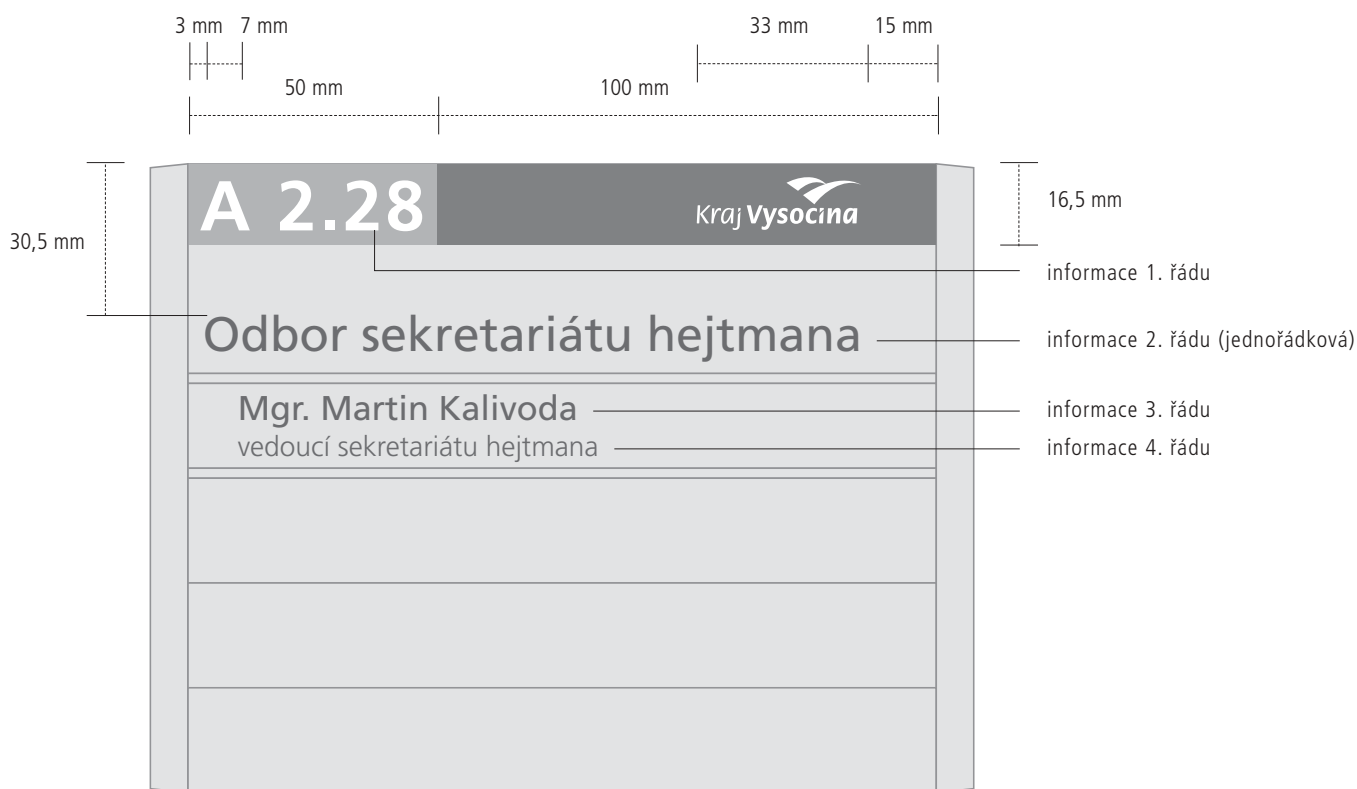 3 mm 7 mm 33 mm 15 mm
50 mm 100 mm
A 2.28 Kraj Vysočina
16,5 mm
30,5 mm
informace 1. řádu
Odbor sekretariátu hejtmana informace 2. řádu (jednořádková)
Mgr. Martin Kalivoda informace 3. řádu
vedoucí sekretariátu hejtmana informace 4. řádu